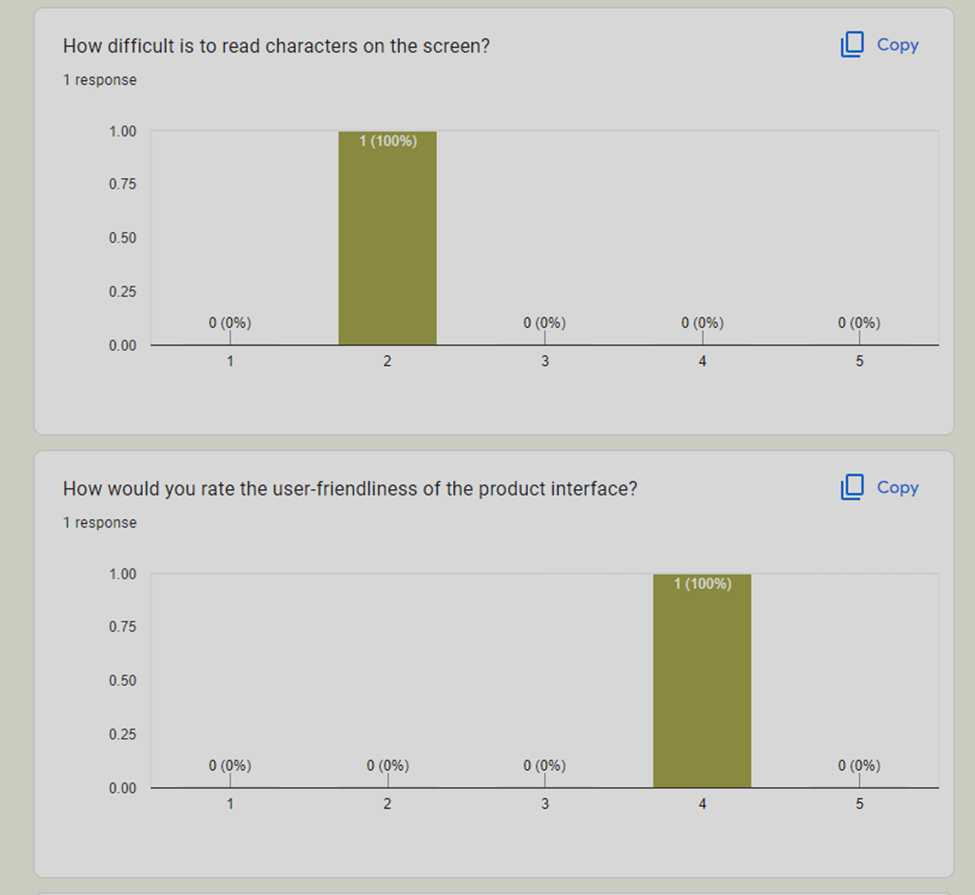 How difficult is to read characters on the screen?
Copy
1 response
1.00
1 (100%)
0.75
0.50
0.25
0 (0%) 0 (0%) 0 (0%) 0 (0%)
0.00
1 2 3 4 5
How would you rate the user-friendliness of the product interface?
Copy
1 response
1.00
1 (100%)
0.75
0.50
0.25
0 (0%) 0 (0%) 0 (0%) 0 (0%)
0.00
1 2 3 4 5